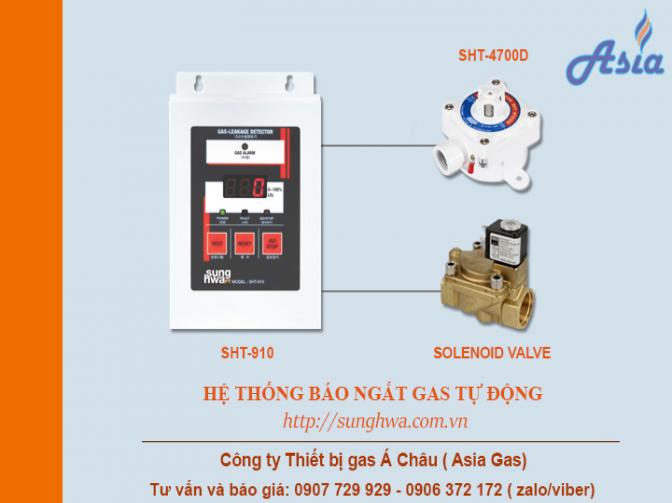 SHT-4700D
Asia
GAS-LEAKAGE DETECTOR
GAS ALARM
0
0~100%
LEL
POWER
FAULT
TEST
RESET
STOP
sung
hwa
MODEL : SHT-910
SHT-910
SOLENOID VALVE
HỆ THỐNG BÁO NGẮT GAS TỰ ĐỘNG
http://sunghwa.com.vn
Công ty Thiết bị gas Á Châu ( Asia Gas)
Tư vấn và báo giá: 0907 729 929 - 0906 372 172 ( zalo/viber)